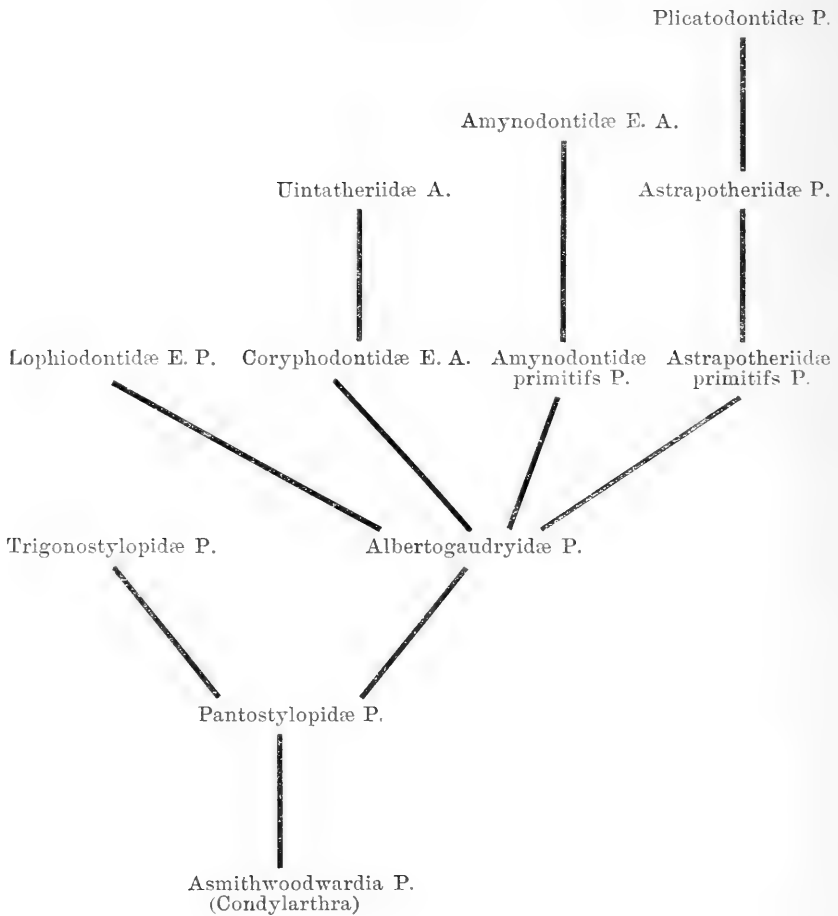 Plicatodontidæ P.
Amynodontidæ E. A.
Uintatheriidæ A.
Astrapotheriidæ P.
Lophiodontidæ E. P.
Coryphodontidæ E. A.
Amynodontidæ
primitifs P.
Astrapotheriidæ
primitifs P.
Trigonostylopidæ P.
Albertogaudryidæ P.
Pantostylopidæ P.
Asmithwoodwardia P.
(Condylarthra)